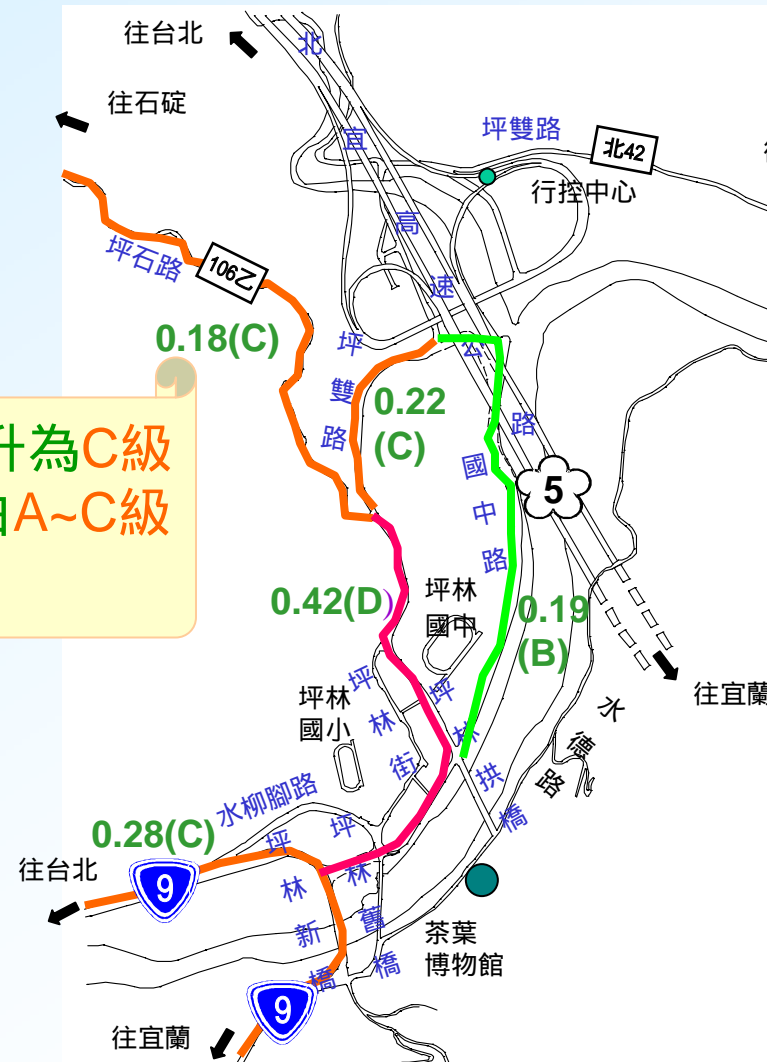 往台北
北
往石碇
宜
坪雙路
北42
行控中心
高
坪石路
106乙
速
0.18(C)
坪
雙
路
公
0.22
(C)
路
升為C級
A~C級
國
中
路
5
0.42(D)
坪林
國中
0.19
(B)
往宜蘭
坪林
國小
坪
林
街
坪
林
拱
橋
水
德
路
水柳腳路
0.28(C)
往台北
9
坪
林
新
橋
坪
林
舊
橋
茶葉
博物館
9
往宜蘭